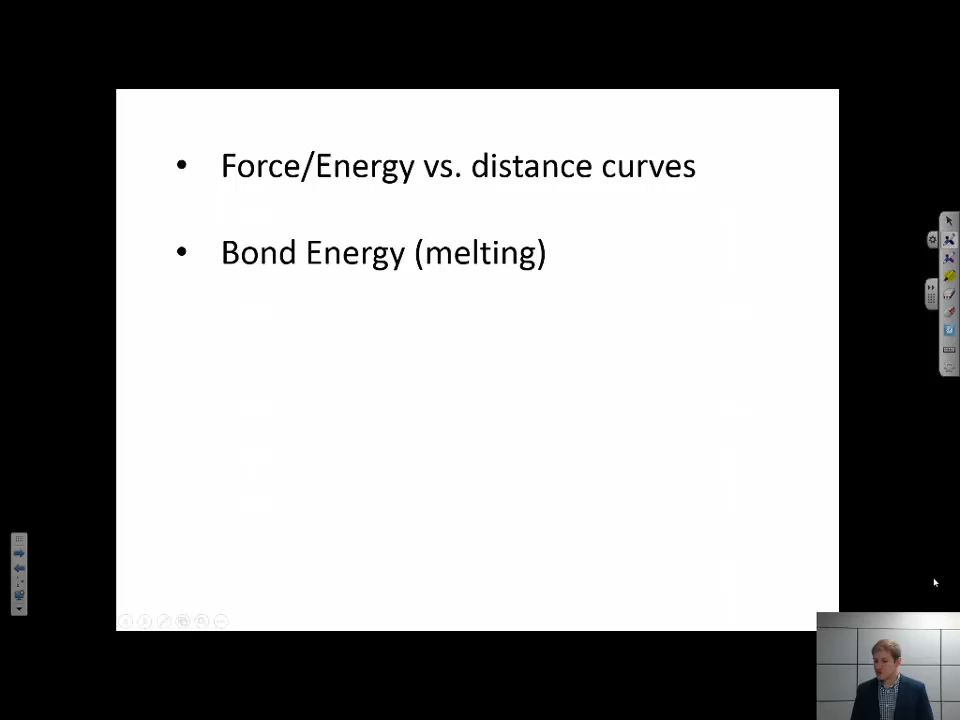 • Force/Energy vs. distance curves
• Bond Energy (melting)